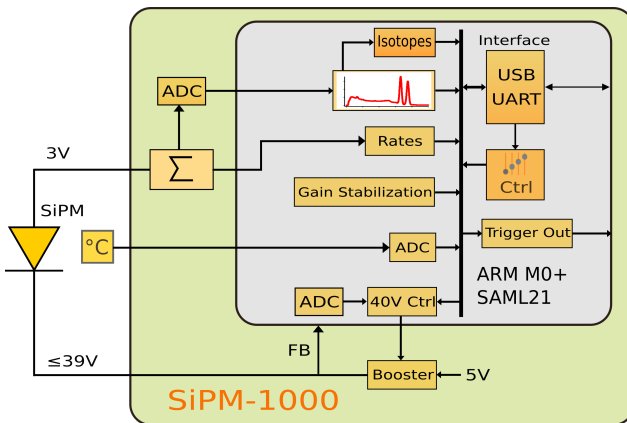 Isotopes
Interface
ADC
USB
UART
3V
Σ
Rates
Ctrl
Gain Stabilization
SiPM
°C
ADC
Trigger Out
ARM M0+
SAML21
ADC
40V Ctrl
FB
≤39V
Booster
5V
SiPM-1000